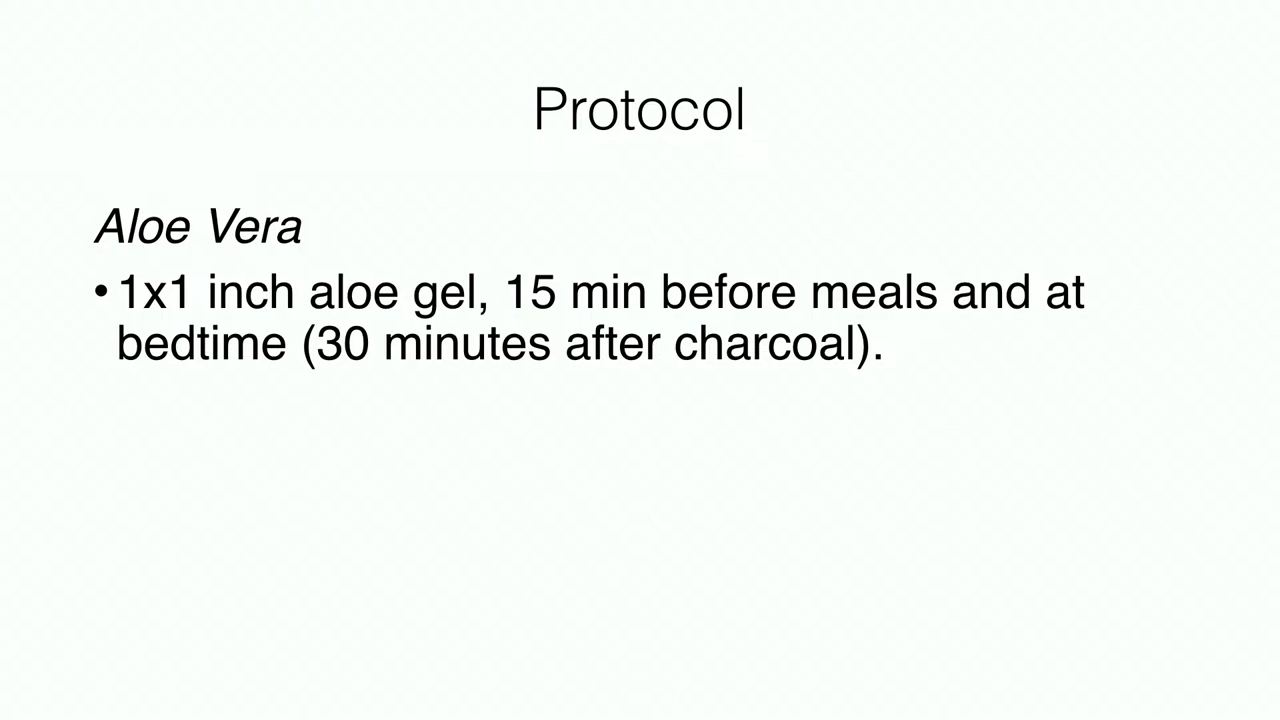 Protocol
Aloe Vera
•1x1 inch aloe gel, 15 min before meals and at
bedtime (30 minutes after charcoal).